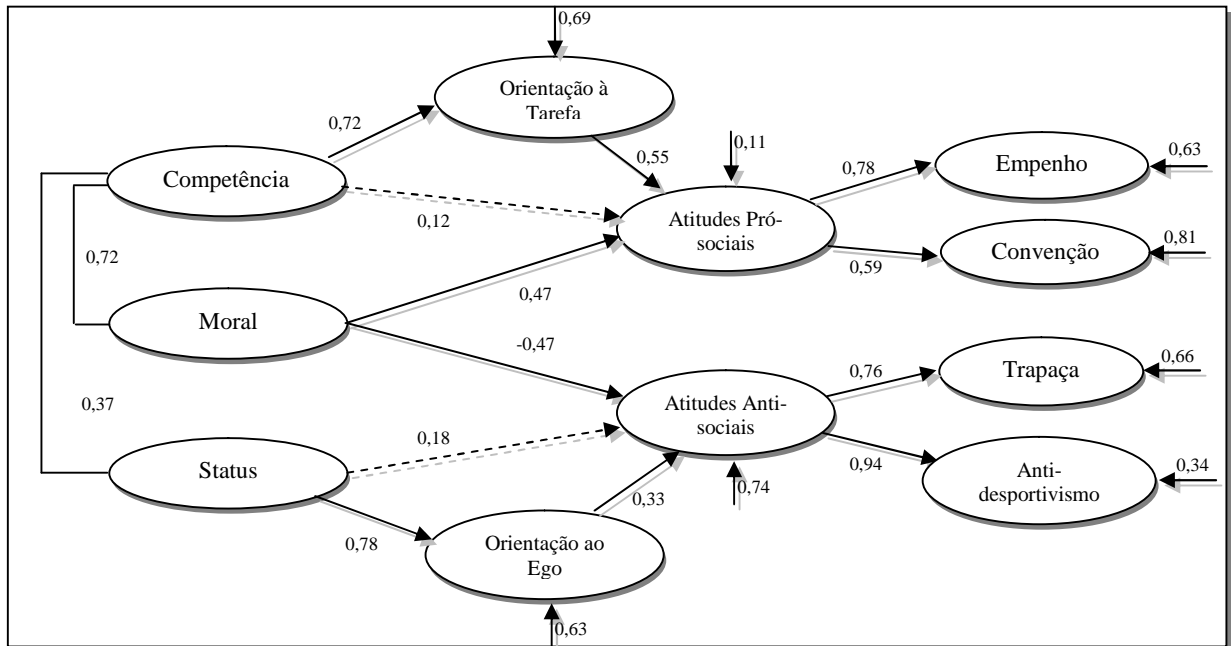 0,69
Orientação à
Tarefa
0,72
0,55
0,11
Competência
0,12
Atitudes Pró-
sociais
0,78
Empenho
0,63
0,59
Convenção
0,81
0,72
Moral
0,47
-0,47
0,37
Atitudes Anti-
sociais
0,76
Trapaça
0,66
0,18
Status
0,94
Anti-
desportivismo
0,34
0,74
0,33
0,78
Orientação ao
Ego
0,63